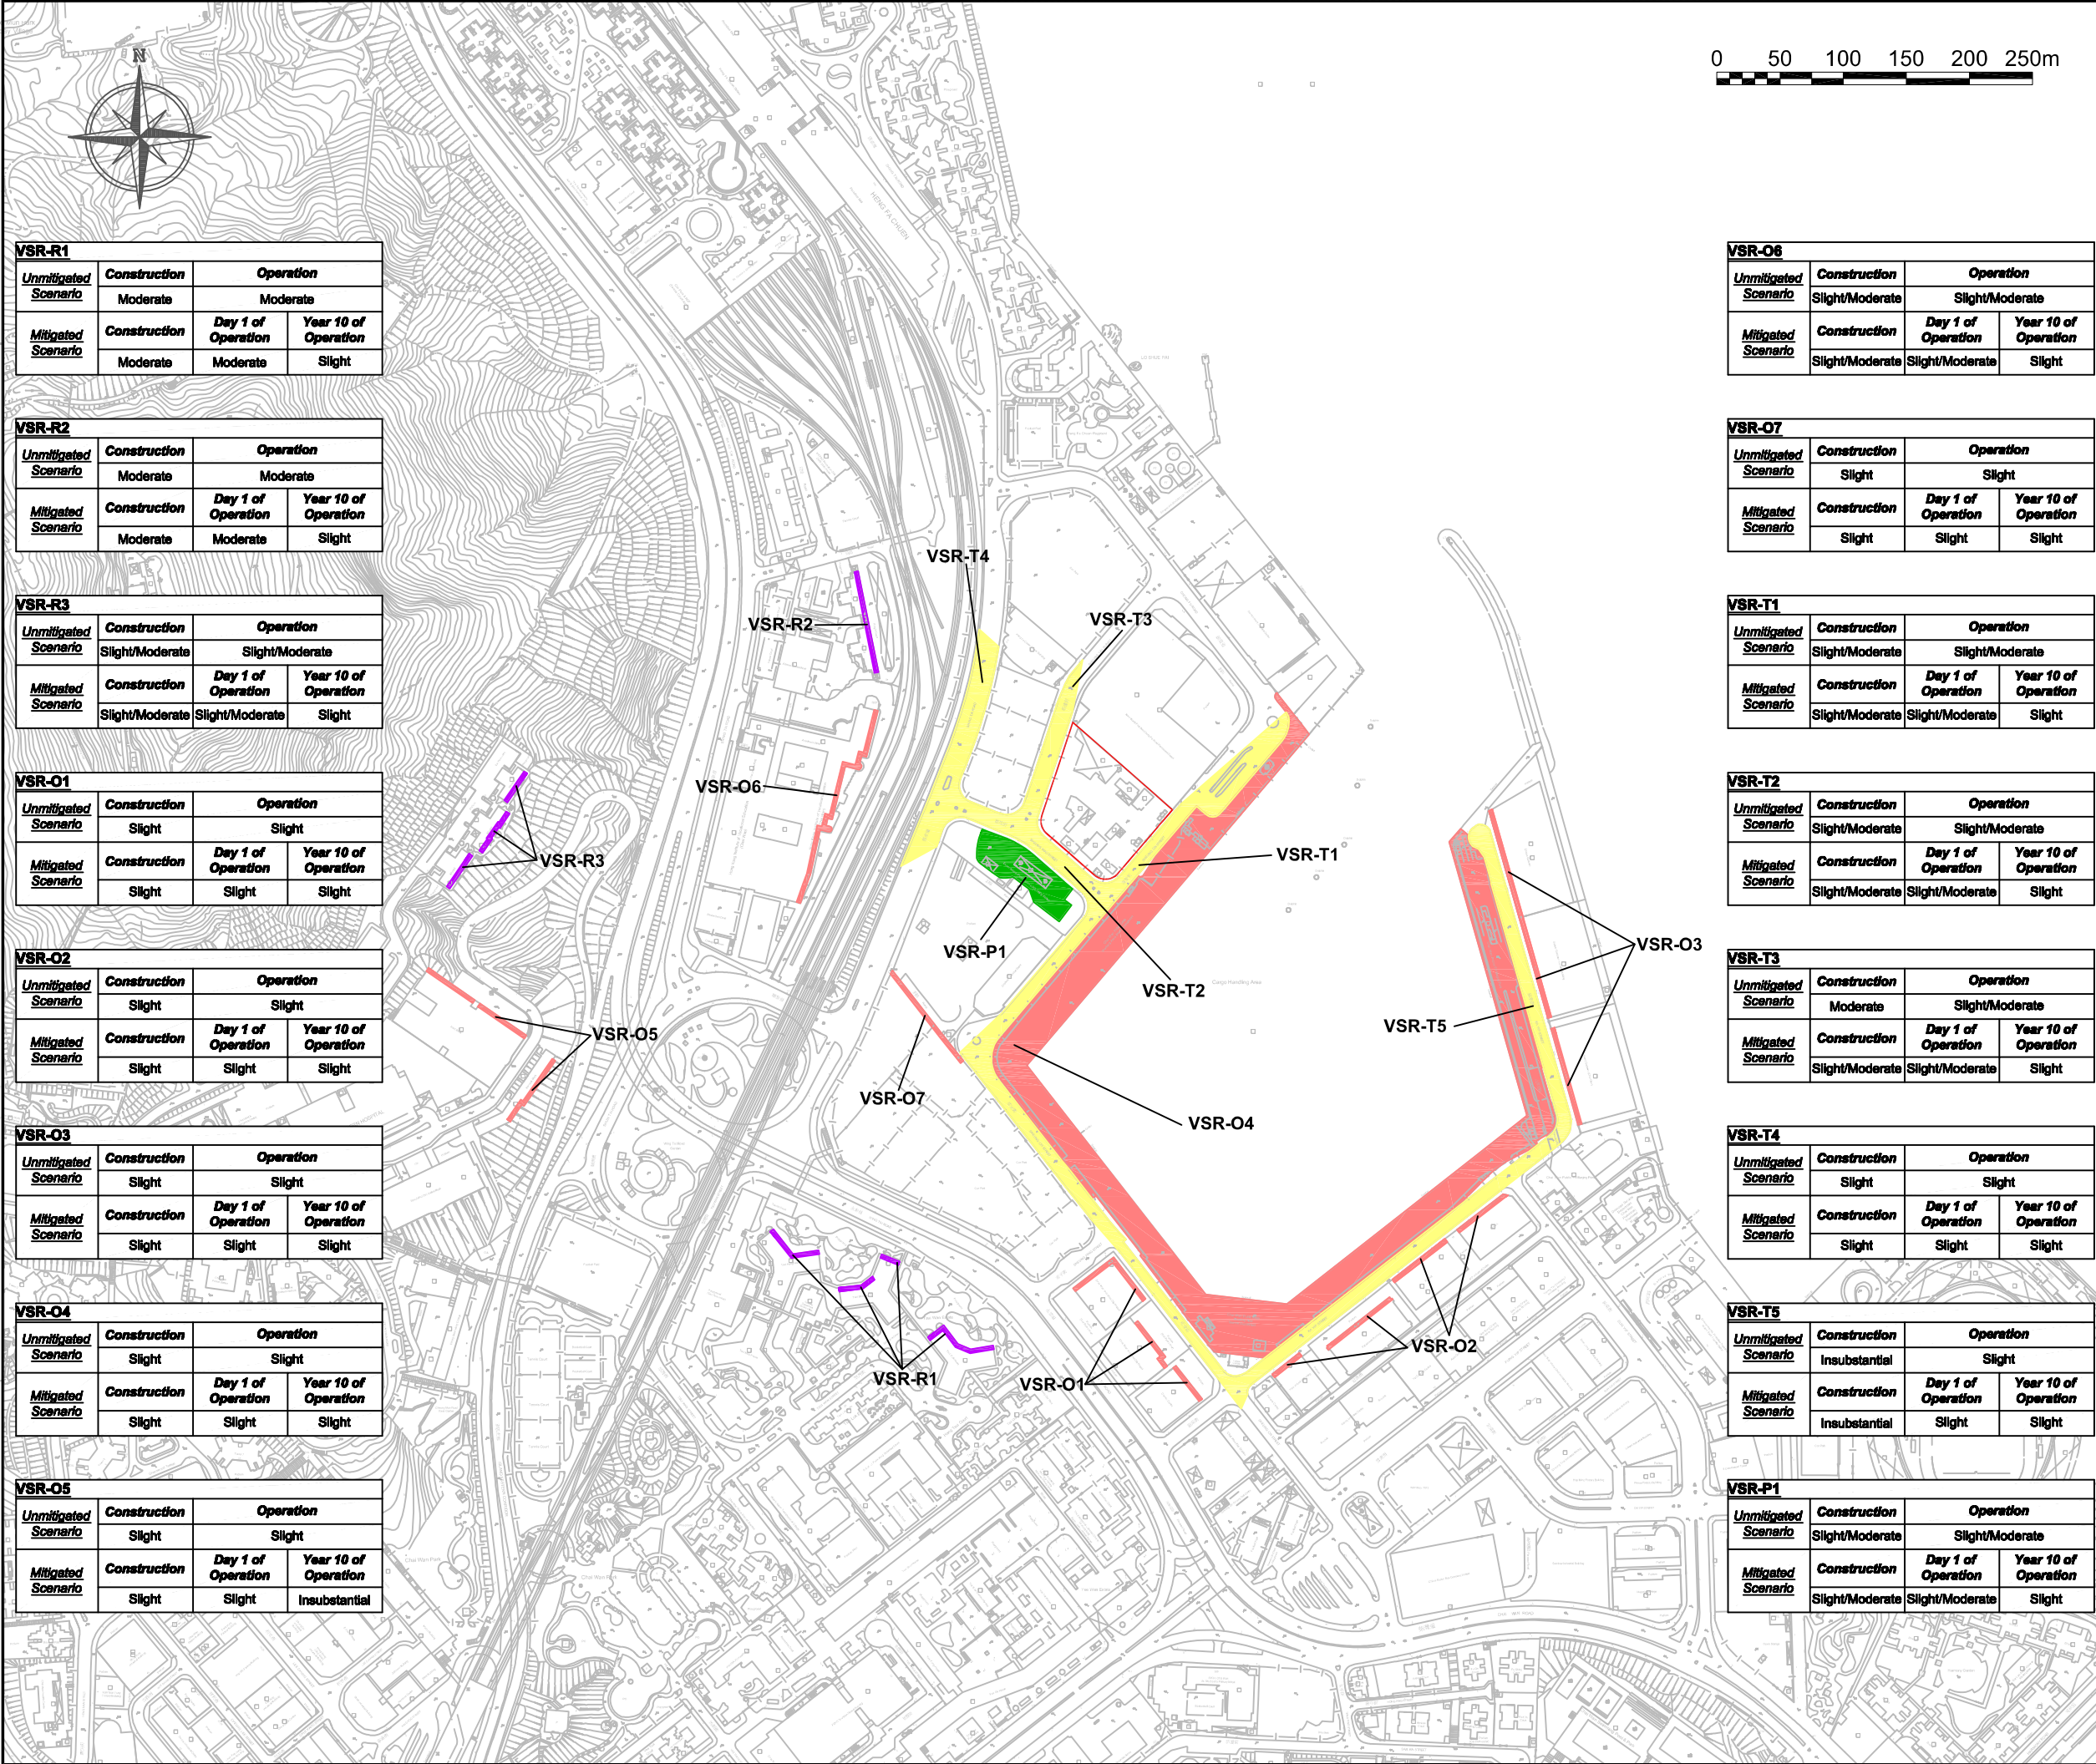 N
0 50 100 150 200 250m
VSR-R1
Unmitigated Scenario
Construction Operation
Moderate Moderate
Mitigated Scenario
Construction Day 1 of Operation Year 10 of Operation
Moderate Moderate Slight
VSR-R2
Unmitigated Scenario
Construction Operation
Moderate Moderate
Mitigated Scenario
Construction Day 1 of Operation Year 10 of Operation
Moderate Moderate Slight
VSR-R3
Unmitigated Scenario
Construction Operation
Slight/Moderate Slight/Moderate
Mitigated Scenario
Construction Day 1 of Operation Year 10 of Operation
Slight/Moderate Slight/Moderate Slight
VSR-O1
Unmitigated Scenario
Construction Operation
Slight Slight
Mitigated Scenario
Construction Day 1 of Operation Year 10 of Operation
Slight Slight Slight
VSR-O2
Unmitigated Scenario
Construction Operation
Slight Slight
Mitigated Scenario
Construction Day 1 of Operation Year 10 of Operation
Slight Slight Slight
VSR-O3
Unmitigated Scenario
Construction Operation
Slight Slight
Mitigated Scenario
Construction Day 1 of Operation Year 10 of Operation
Slight Slight Slight
VSR-O4
Unmitigated Scenario
Construction Operation
Slight Slight
Mitigated Scenario
Construction Day 1 of Operation Year 10 of Operation
Slight Slight Slight
VSR-O5
Unmitigated Scenario
Construction Operation
Slight Slight
Mitigated Scenario
Construction Day 1 of Operation Year 10 of Operation
Slight Slight Insubstantial
HENG FA CHUEN
VSR-T4
VSR-R2
VSR-T3
VSR-O6
VSR-R3
VSR-T1
VSR-P1
VSR-O3
VSR-T2
Cargo Handling Area
VSR-T5
VSR-O5
VSR-O7
VSR-O4
VSR-O2
VSR-R1
VSR-O1
Chai Wan Park
Chai Wan Park
VSR-O6
Unmitigated Scenario
Construction Operation
Slight/Moderate Slight/Moderate
Mitigated Scenario
Construction Day 1 of Operation Year 10 of Operation
Slight/Moderate Slight/Moderate Slight
VSR-O7
Unmitigated Scenario
Construction Operation
Slight Slight
Mitigated Scenario
Construction Day 1 of Operation Year 10 of Operation
Slight Slight Slight
VSR-T1
Unmitigated Scenario
Construction Operation
Slight/Moderate Slight/Moderate
Mitigated Scenario
Construction Day 1 of Operation Year 10 of Operation
Slight/Moderate Slight/Moderate Slight
VSR-T2
Unmitigated Scenario
Construction Operation
Slight/Moderate Slight/Moderate
Mitigated Scenario
Construction Day 1 of Operation Year 10 of Operation
Slight/Moderate Slight/Moderate Slight
VSR-T3
Unmitigated Scenario
Construction Operation
Moderate Slight/Moderate
Mitigated Scenario
Construction Day 1 of Operation Year 10 of Operation
Slight/Moderate Slight/Moderate Slight
VSR-T4
Unmitigated Scenario
Construction Operation
Slight Slight
Mitigated Scenario
Construction Day 1 of Operation Year 10 of Operation
Slight Slight Slight
VSR-T5
Unmitigated Scenario
Construction Operation
Insubstantial Slight
Mitigated Scenario
Construction Day 1 of Operation Year 10 of Operation
Insubstantial Slight Slight
VSR-P1
Unmitigated Scenario
Construction Operation
Slight/Moderate Slight/Moderate
Mitigated Scenario
Construction Day 1 of Operation Year 10 of Operation
Slight/Moderate Slight/Moderate Slight